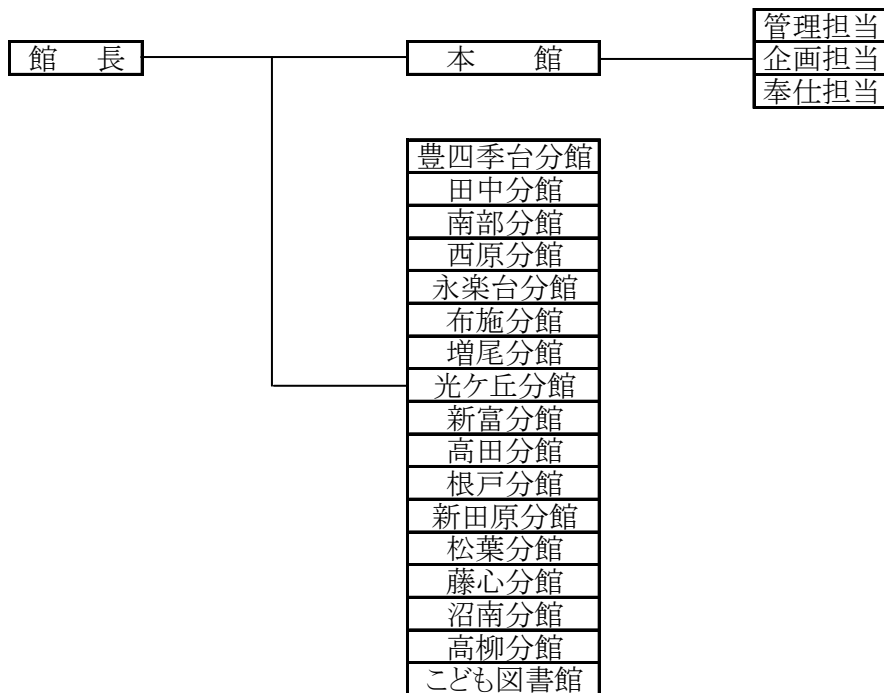 管理担当
館 長
本 館
企画担当
奉仕担当
豊四季台分館
田中分館
南部分館
西原分館
永楽台分館
布施分館
増尾分館
光ケ丘分館
新富分館
高田分館
根戸分館
新田原分館
松葉分館
藤心分館
沼南分館
高柳分館
こども図書館